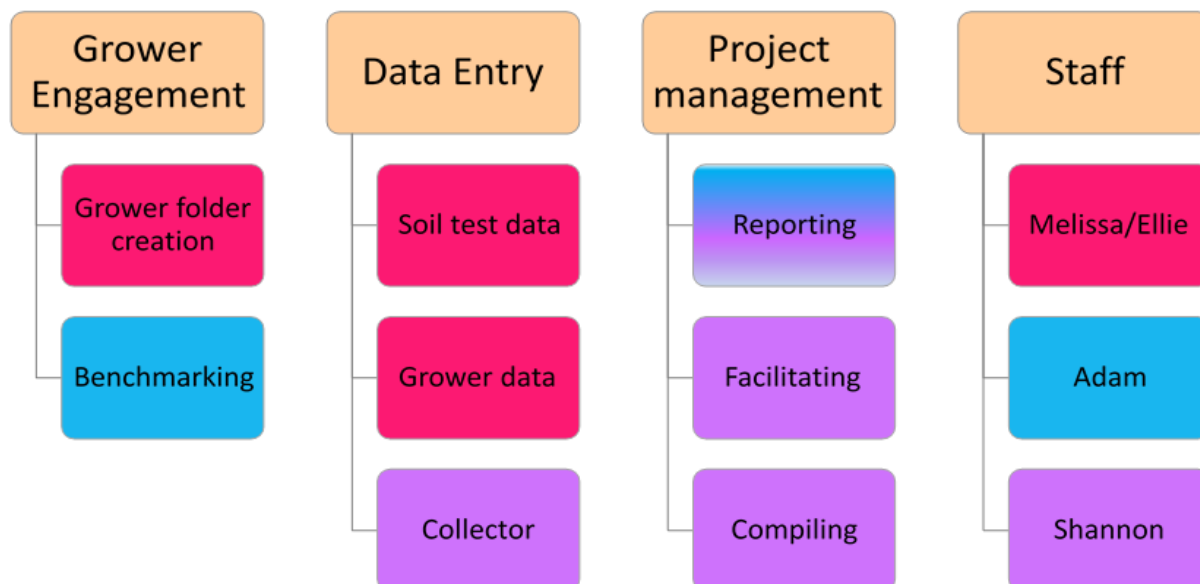 Grower
Engagement
Grower folder
creation
Benchmarking
Data Entry
Soil test data
Grower data
Collector
Project
management
Reporting
Facilitating
Compiling
Staff
Melissa/Ellie
Adam
Shannon